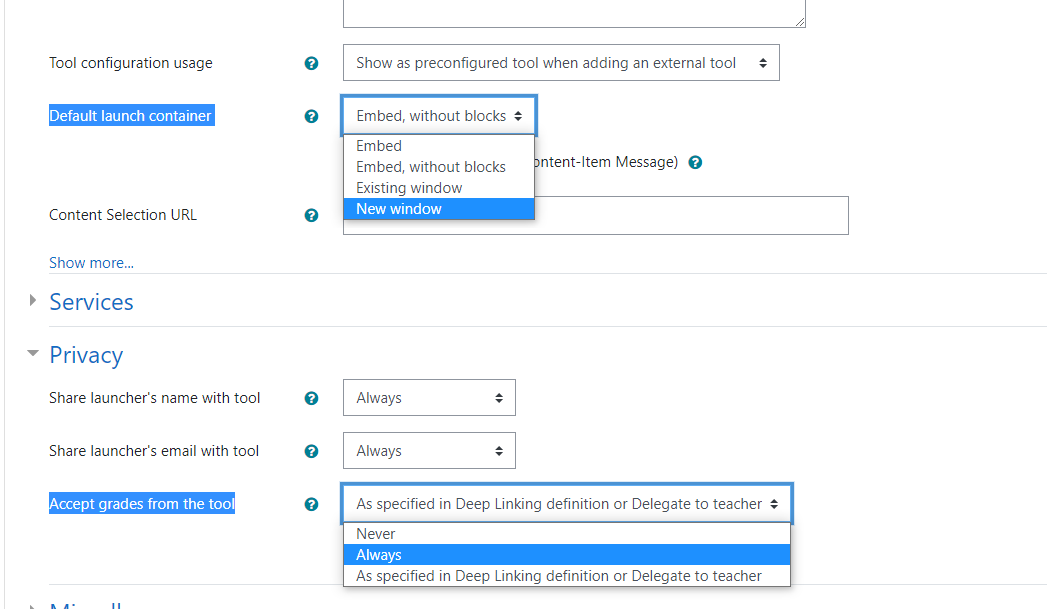 Tool configuration usage
Show as preconfigured tool when adding an external tool
Default launch container
Embed, without blocks
Embed
Embed, without blocks
Existing window
New window
ontent-Item Message)
Content Selection URL
Show more...
Services
Privacy
Share launcher's name with tool
Always
Share launcher's email with tool
Always
Accept grades from the tool
As specified in Deep Linking definition or Delegate to teacher
Never
Always
As specified in Deep Linking definition or Delegate to teacher